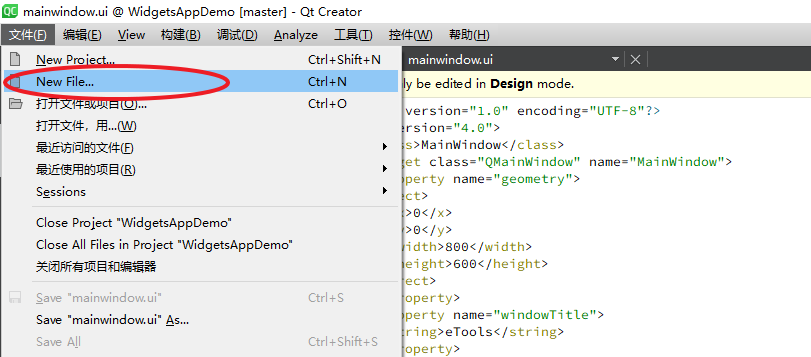 mainwindow.ui @ WidgetsAppDemo [master] - Qt Creator
文件(F) 编辑(E) View 构建(B) 调试(D) Analyze 工具(T) 控件(W) 帮助(H)
New Project... Ctrl+Shift+N
New File... Ctrl+N
打开文件或项目(O)... Ctrl+O
打开文件，用...(W)
最近访问的文件(F)
最近使用的项目(R)
Sessions
Close Project "WidgetsAppDemo"
Close All Files in Project "WidgetsAppDemo"
关闭所有项目和编辑器
Save "mainwindow.ui" Ctrl+S
Save "mainwindow.ui" As...
Save All Ctrl+Shift+S
mainwindow.ui
ly be edited in Design mode.
version="1.0" encoding="UTF-8"?>
ersion="4.0">
ss>MainWindow</class>
get class="QMainWindow" name="MainWindow">
operty name="geometry">
ect>
x>0</x>
y>0</y>
width>800</width>
height>600</height>
rect>
roperty>
operty name="windowTitle">
tring>eTools</string>
roperty>